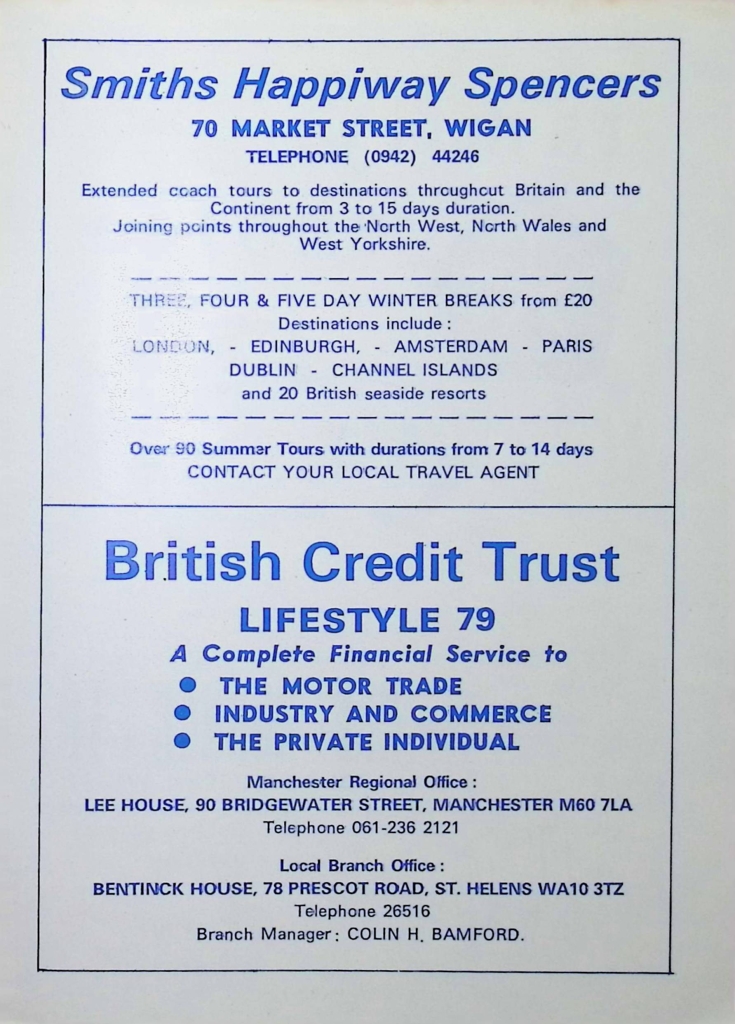 Smiths Happiway Spencers
70 MARKET STREET, WIGAN
TELEPHONE (0942) 44246
Extended coach tours to destinations throughout Britain and the
Continent from 3 to 15 days duration.
Joining points throughout the North West, North Wales and
West Yorkshire.
THREE, FOUR & FIVE DAY WINTER BREAKS from £20
Destinations include :
LONDON, - EDINBURGH, - AMSTERDAM - PARIS
DUBLIN - CHANNEL ISLANDS
and 20 British seaside resorts
Over 90 Summer Tours with durations from 7 to 14 days
CONTACT YOUR LOCAL TRAVEL AGENT
British Credit Trust
LIFESTYLE 79
A Complete Financial Service to
● THE MOTOR TRADE
● INDUSTRY AND COMMERCE
● THE PRIVATE INDIVIDUAL
Manchester Regional Office :
LEE HOUSE, 90 BRIDGEWATER STREET, MANCHESTER M60 7LA
Telephone 061-236 2121
Local Branch Office :
BENTINCK HOUSE, 78 PRESCOT ROAD, ST. HELENS WA10 3TZ
Telephone 26516
Branch Manager : COLIN H. BAMFORD.